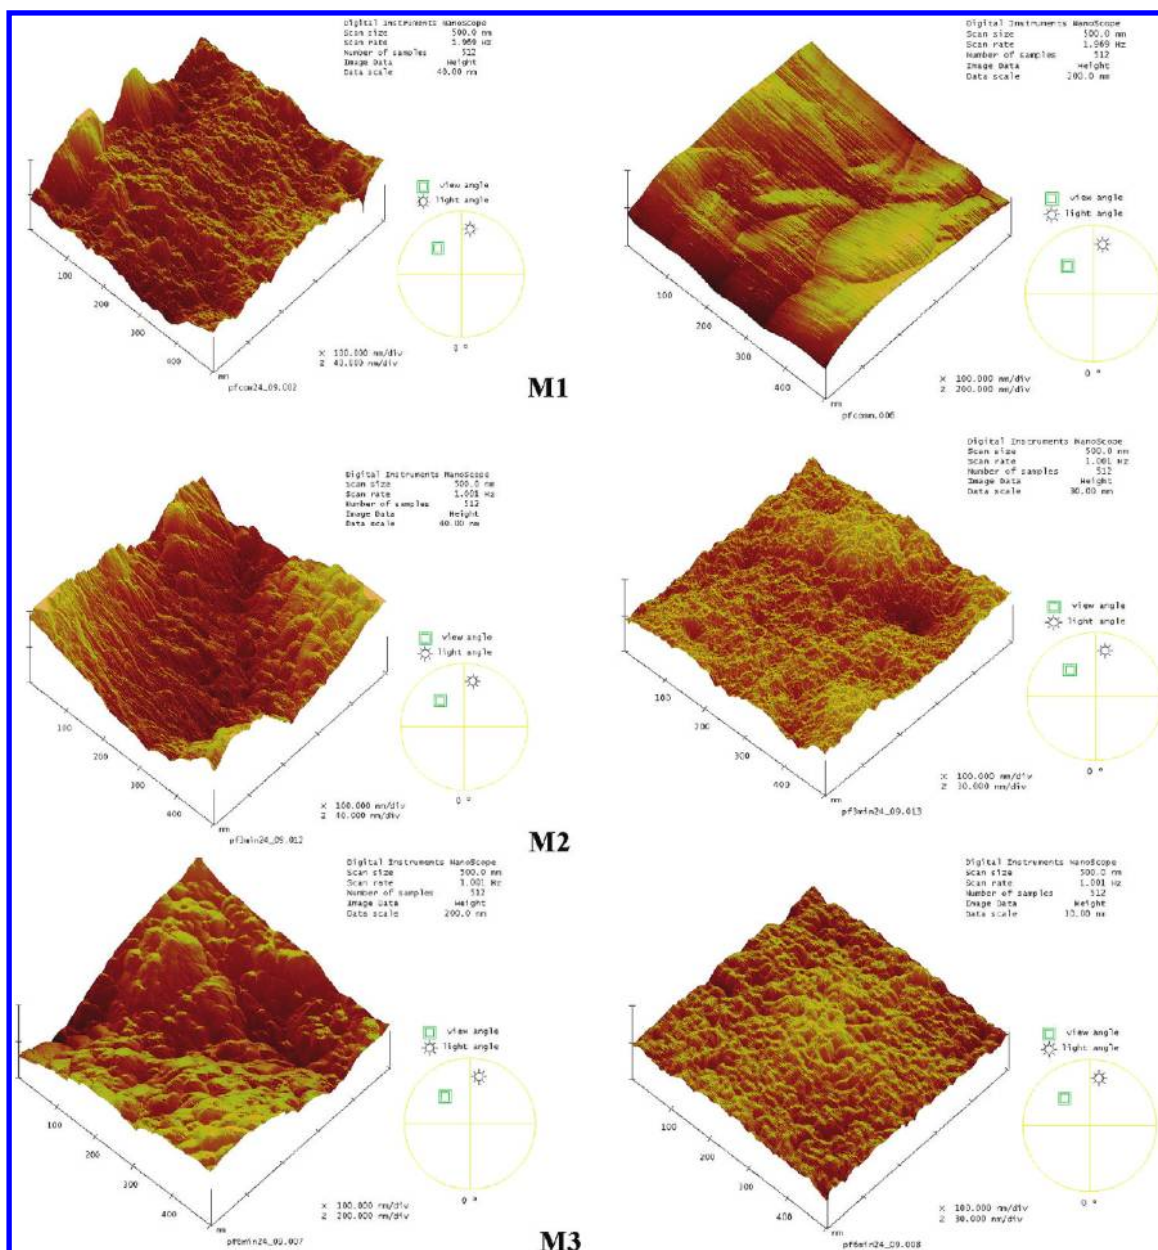 Digital Instruments NanoScope
Scan size 500.0 nm
Scan rate 1.969 Hz
Number of samples 512
Image Data Height
Data scale 40.00 nm
view angle
light angle
100
200
300
400
nm
X 100.000 nm/div
Z 40.000 nm/div
0 °
pfcom24_09.002
Digital Instruments NanoScope
Scan size 500.0 nm
Scan rate 1.969 Hz
Number of samples 512
Image Data Height
Data scale 200.0 nm
view angle
light angle
100
200
300
400
nm
X 100.000 nm/div
Z 200.000 nm/div
0 °
pfcomm.006
M1
Digital Instruments NanoScope
Scan size 500.0 nm
Scan rate 1.001 Hz
Number of samples 512
Image Data Height
Data scale 40.00 nm
view angle
light angle
100
200
300
400
nm
X 100.000 nm/div
Z 40.000 nm/div
0 °
pf3min24_09.012
Digital Instruments NanoScope
Scan size 500.0 nm
Scan rate 1.001 Hz
Number of samples 512
Image Data Height
Data scale 30.00 nm
view angle
light angle
100
200
300
400
nm
X 100.000 nm/div
Z 30.000 nm/div
0 °
pf3min24_09.013
M2
Digital Instruments NanoScope
Scan size 500.0 nm
Scan rate 1.001 Hz
Number of samples 512
Image Data Height
Data scale 200.0 nm
view angle
light angle
100
200
300
400
nm
X 100.000 nm/div
Z 200.000 nm/div
0 °
pf6min24_09.007
Digital Instruments NanoScope
Scan size 500.0 nm
Scan rate 1.001 Hz
Number of samples 512
Image Data Height
Data scale 30.00 nm
view angle
light angle
100
200
300
400
nm
X 100.000 nm/div
Z 30.000 nm/div
0 °
pf6min24_09.008
M3